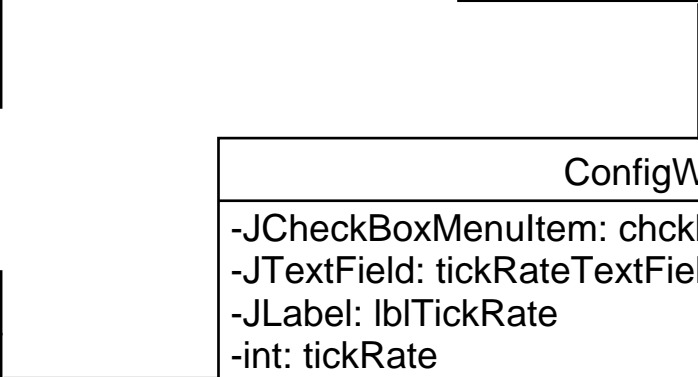 ConfigW
-JCheckBoxMenuItem: chck
-JTextField: tickRateTextFiel
-JLabel: lblTickRate
-int: tickRate